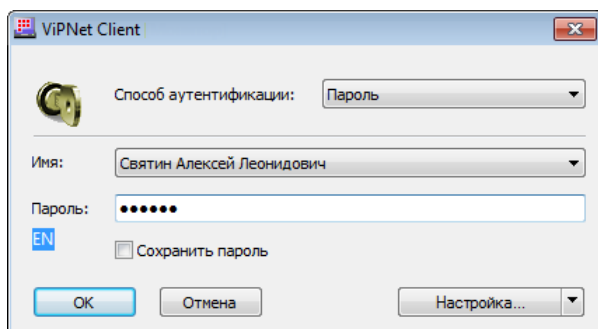 ViPNet Client
Способ аутентификации: Пароль
Имя: Святин Алексей Леонидович
Пароль: ••••••
EN
Сохранить пароль
OK Отмена Настройка...